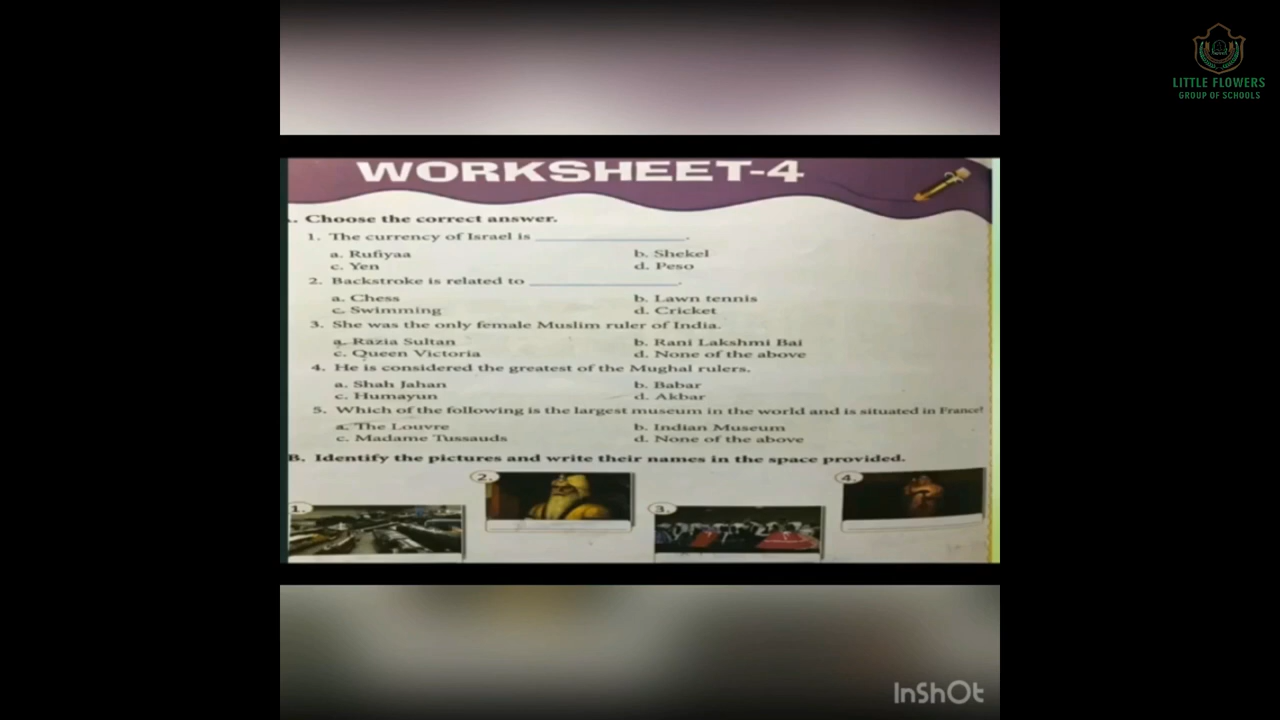 LITTLE FLOWERS
GROUP OF SCHOOLS
WORKSHEET-4
. Choose the correct answer.
1. The currency of Israel is ____________.
a. Rufiyaa b. Shekel
c. Yen d. Peso
2. Backstroke is related to ____________.
a. Chess b. Lawn tennis
c. Swimming d. Cricket
3. She was the only female Muslim ruler of India.
a. Razia Sultan b. Rani Lakshmi Bai
c. Queen Victoria d. None of the above
4. He is considered the greatest of the Mughal rulers.
a. Shah Jahan b. Babar
c. Humayun d. Akbar
5. Which of the following is the largest museum in the world and is situated in France?
a. The Louvre b. Indian Museum
c. Madame Tussauds d. None of the above
B. Identify the pictures and write their names in the space provided.
1. 2. 3. 4.
InShOt